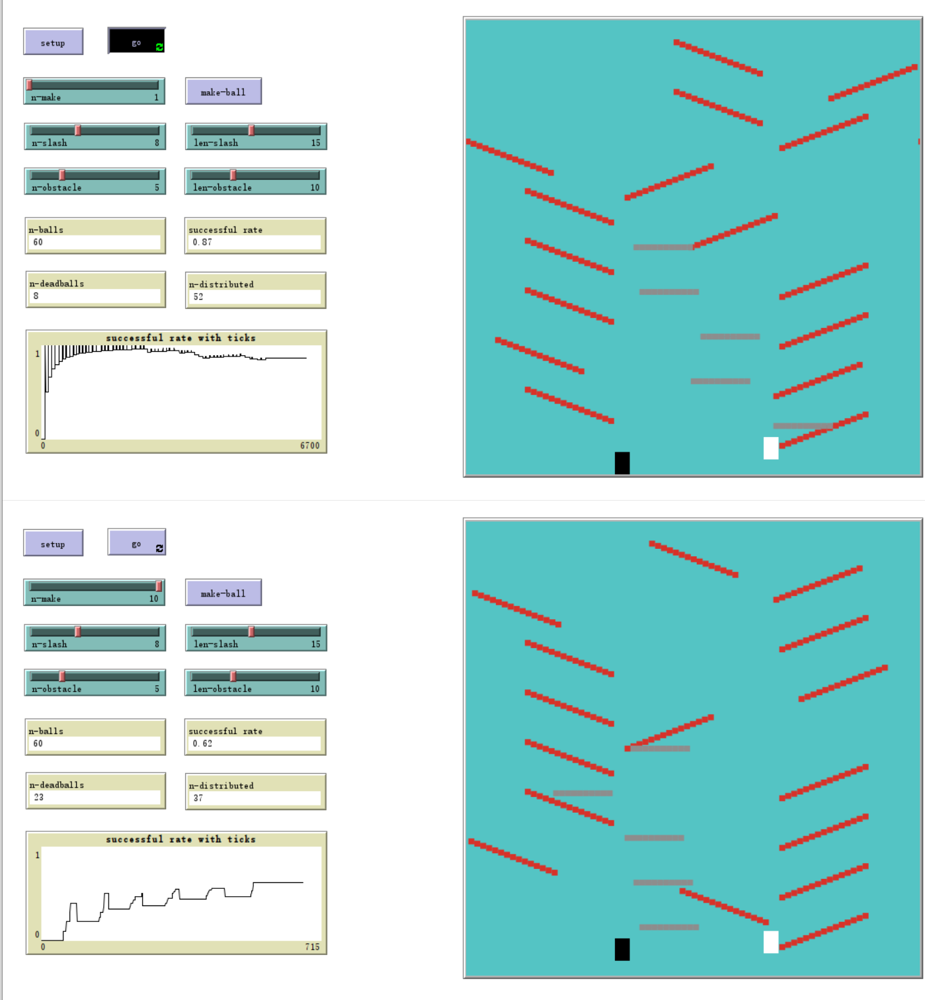 setup go
n-make 1 make-ball
n-slash 8 len-slash 15
n-obstacle 5 len-obstacle 10
n-balls successful rate
60 0.87
n-deadballs n-distributed
8 52
successful rate with ticks
1
0
0 6700
setup go
n-make 10 make-ball
n-slash 8 len-slash 15
n-obstacle 5 len-obstacle 10
n-balls successful rate
60 0.62
n-deadballs n-distributed
23 37
successful rate with ticks
1
0
0 715